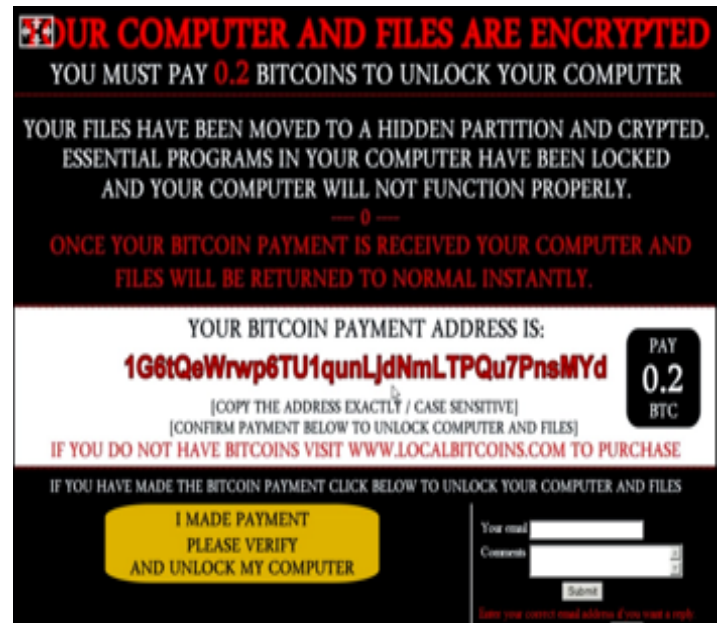 YOUR COMPUTER AND FILES ARE ENCRYPTED
YOU MUST PAY 0.2 BITCOINS TO UNLOCK YOUR COMPUTER
YOUR FILES HAVE BEEN MOVED TO A HIDDEN PARTITION AND CRYPTED.
ESSENTIAL PROGRAMS IN YOUR COMPUTER HAVE BEEN LOCKED
AND YOUR COMPUTER WILL NOT FUNCTION PROPERLY.
---- 0 ----
ONCE YOUR BITCOIN PAYMENT IS RECEIVED YOUR COMPUTER AND
FILES WILL BE RETURNED TO NORMAL INSTANTLY.
YOUR BITCOIN PAYMENT ADDRESS IS:
1G6tQeWrwp6TU1qunLjdNmLTPQu7PnsMYd
[COPY THE ADDRESS EXACTLY / CASE SENSITIVE]
[CONFIRM PAYMENT BELOW TO UNLOCK COMPUTER AND FILES]
IF YOU DO NOT HAVE BITCOINS VISIT WWW.LOCALBITCOINS.COM TO PURCHASE
PAY
0.2
BTC
IF YOU HAVE MADE THE BITCOIN PAYMENT CLICK BELOW TO UNLOCK YOUR COMPUTER AND FILES
I MADE PAYMENT
PLEASE VERIFY
AND UNLOCK MY COMPUTER
Your email
Comments
Submit
Enter your correct email address if you want a reply